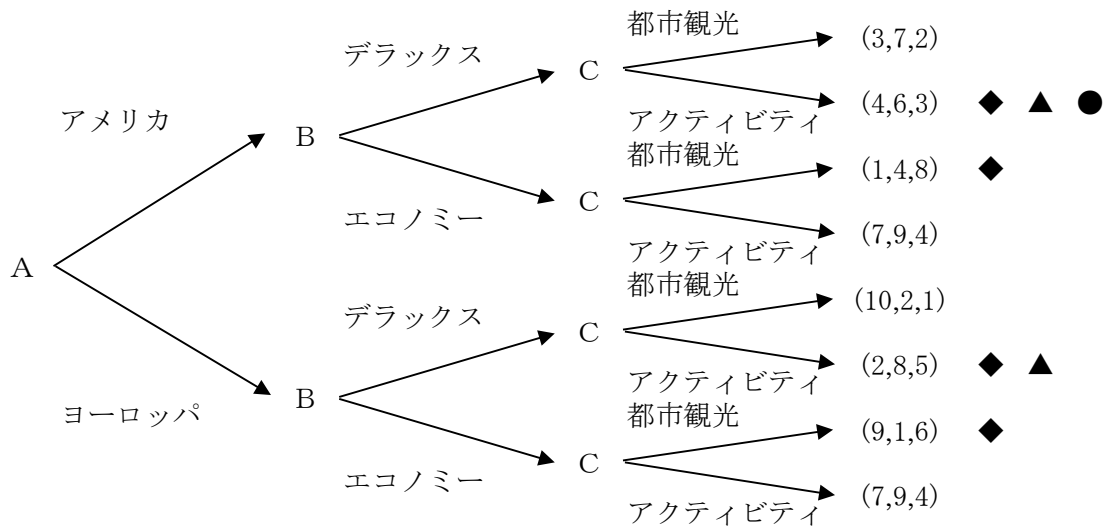 都市観光
(3,7,2)
デラックス
C
アクティビティ
(4,6,3) ◆ ▲ ●
アメリカ
B
都市観光
(1,4,8) ◆
エコノミー
C
アクティビティ
(7,9,4)
A
都市観光
(10,2,1)
デラックス
C
アクティビティ
(2,8,5) ◆ ▲
ヨーロッパ
B
都市観光
(9,1,6) ◆
エコノミー
C
アクティビティ
(7,9,4)